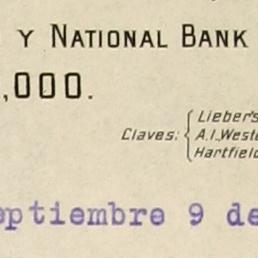 Y NATIONAL BANK
,000.
Lieber's
Claves: A.I. Weste
Hartfield
eptiembre 9 de